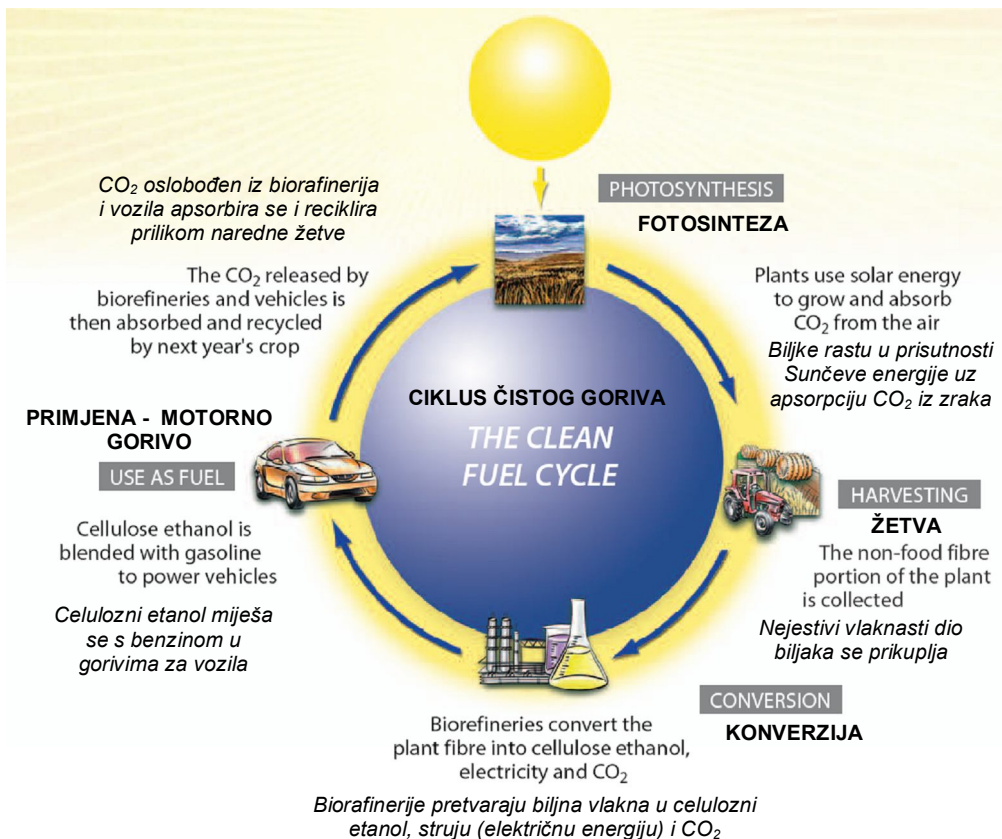 PHOTOSYNTHESIS
FOTOSINTEZA
Plants use solar energy
to grow and absorb
CO₂ from the air
Biljke rastu u prisutnosti
Sunčeve energije uz
apsorpciju CO₂ iz zraka
HARVESTING
ŽETVA
The non-food fibre
portion of the plant
is collected
Nejestivi vlaknasti dio
biljaka se prikuplja
CONVERSION
KONVERZIJA
Biorefineries convert the
plant fibre into cellulose ethanol,
electricity and CO₂
Biorafinerije pretvaraju biljna vlakna u celulozni
etanol, struju (električnu energiju) i CO₂
PRIMJENA - MOTORNO
GORIVO
USE AS FUEL
Cellulose ethanol is
blended with gasoline
to power vehicles
Celulozni etanol miješa
se s benzinom u
gorivima za vozila
CO₂ oslobođen iz biorafinerija
i vozila apsorbira se i reciklira
prilikom naredne žetve
The CO₂ released by
biorefineries and vehicles is
then absorbed and recycled
by next year's crop
CIKLUS ČISTOG GORIVA
THE CLEAN
FUEL CYCLE